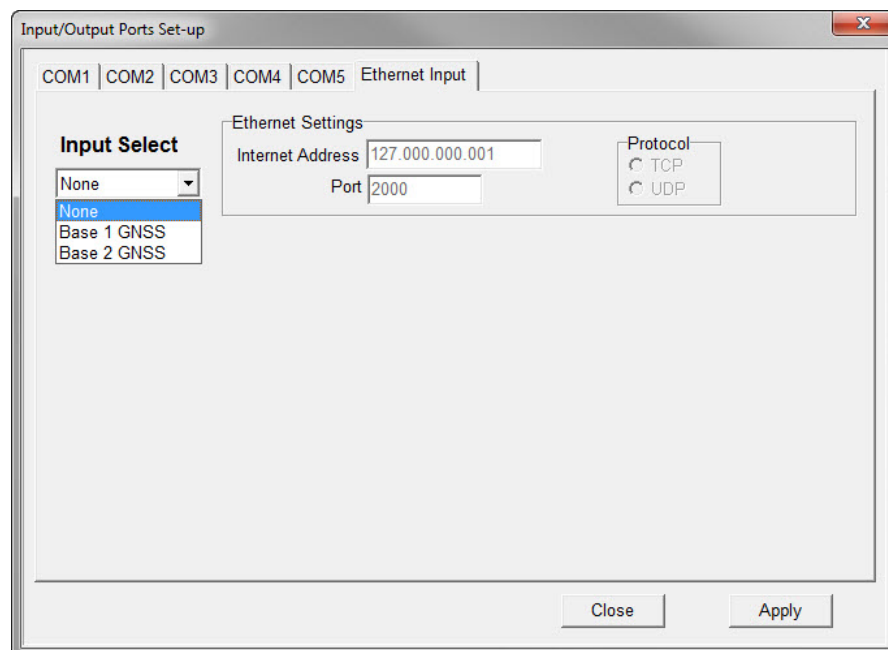 Input/Output Ports Set-up
COM1 COM2 COM3 COM4 COM5 Ethernet Input
Input Select
None
None
Base 1 GNSS
Base 2 GNSS
Ethernet Settings
Internet Address 127.000.000.001
Port 2000
Protocol
TCP
UDP
Close Apply